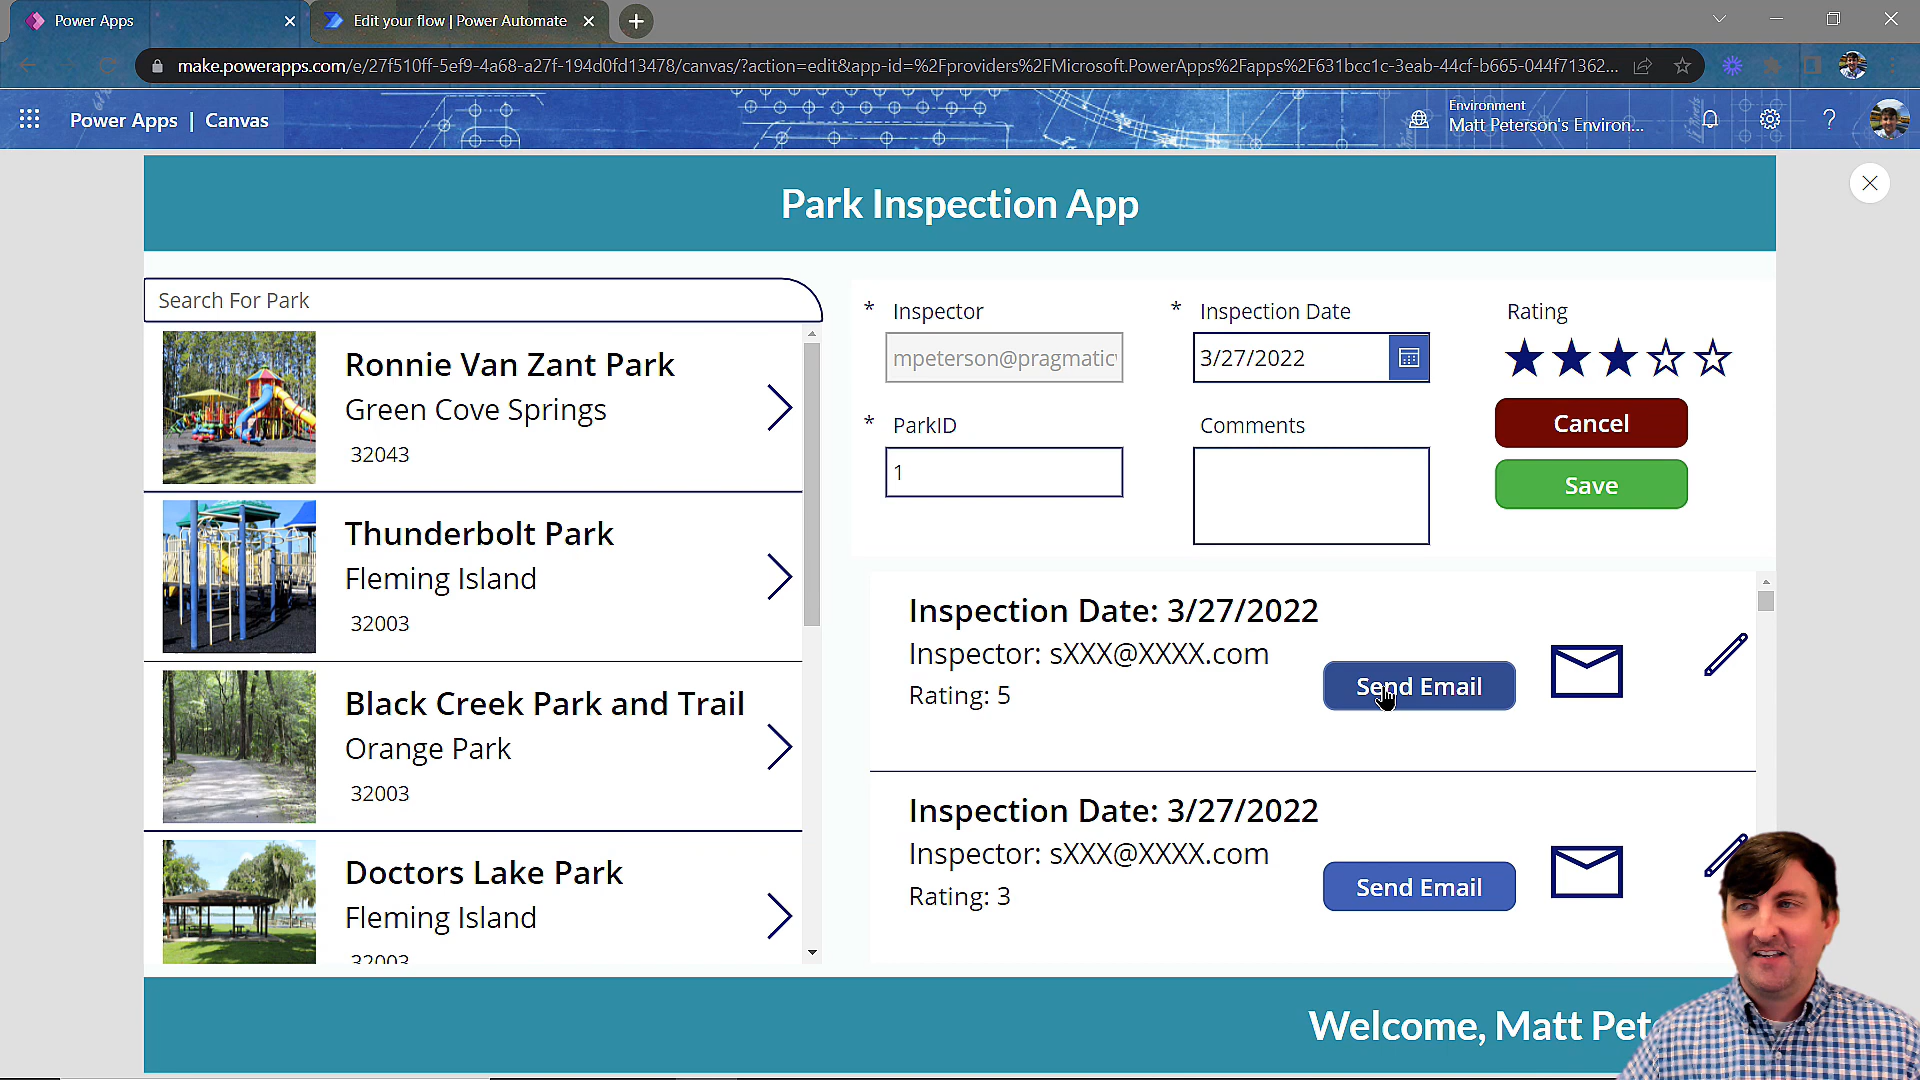 Power Apps
Edit your flow | Power Automate
make.powerapps.com/e/27f510ff-5ef9-4a68-a27f-194d0fd13478/canvas/?action=edit&app-id=%2Fproviders%2FMicrosoft.PowerApps%2Fapps%2F631bcc1c-3eab-44cf-b665-044f71362...
Power Apps | Canvas
Environment
Matt Peterson's Environ...
Park Inspection App
Search For Park
Ronnie Van Zant Park
Green Cove Springs
32043
Thunderbolt Park
Fleming Island
32003
Black Creek Park and Trail
Orange Park
32003
Doctors Lake Park
Fleming Island
32003
* Inspector
mpeterson@pragmatic
* Inspection Date
3/27/2022
Rating
* ParkID
1
Comments
Cancel
Save
Inspection Date: 3/27/2022
Inspector: sXXX@XXXX.com
Rating: 5
Send Email
Inspection Date: 3/27/2022
Inspector: sXXX@XXXX.com
Rating: 3
Send Email
Welcome, Matt Pet